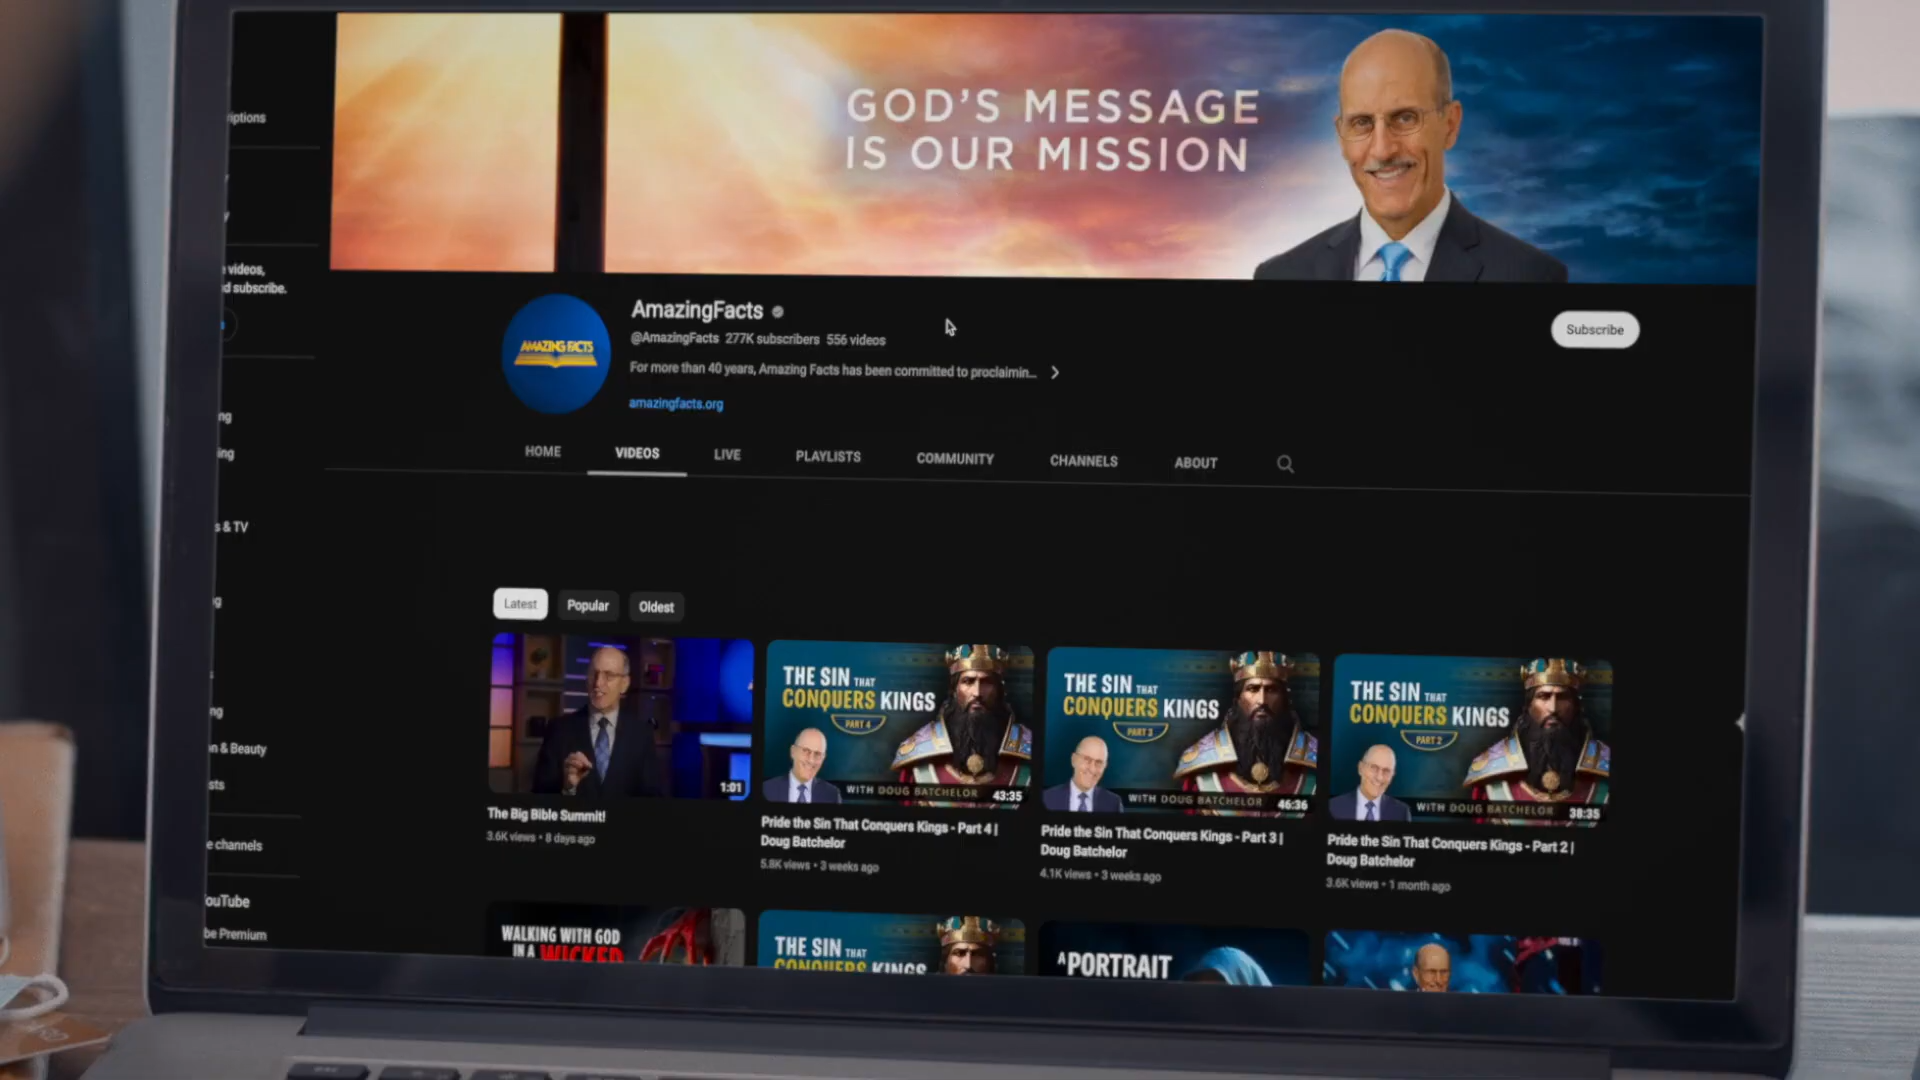 GOD'S MESSAGE
IS OUR MISSION
AmazingFacts
@AmazingFacts 277K subscribers 556 videos
For more than 40 years, Amazing Facts has been committed to proclaimin...
amazingfacts.org
AMAZING FACTS
Subscribe
HOME VIDEOS LIVE PLAYLISTS COMMUNITY CHANNELS ABOUT
iptions
videos,
d subscribe.
ng
ing
s & TV
g
ng
n & Beauty
sts
e channels
ouTube
be Premium
Latest Popular Oldest
1:01
The Big Bible Summit!
3.6K views • 8 days ago
THE SIN THAT
CONQUERS KINGS
PART 4
WITH DOUG BATCHELOR
43:35
Pride the Sin That Conquers Kings - Part 4 |
Doug Batchelor
5.8K views • 3 weeks ago
THE SIN THAT
CONQUERS KINGS
PART 3
WITH DOUG BATCHELOR
46:36
Pride the Sin That Conquers Kings - Part 3 |
Doug Batchelor
4.1K views • 3 weeks ago
THE SIN THAT
CONQUERS KINGS
PART 2
WITH DOUG BATCHELOR
38:35
Pride the Sin That Conquers Kings - Part 2 |
Doug Batchelor
3.6K views • 1 month ago
WALKING WITH GOD
IN A WICKED
THE SIN THAT
CONQUERS KINGS
A PORTRAIT